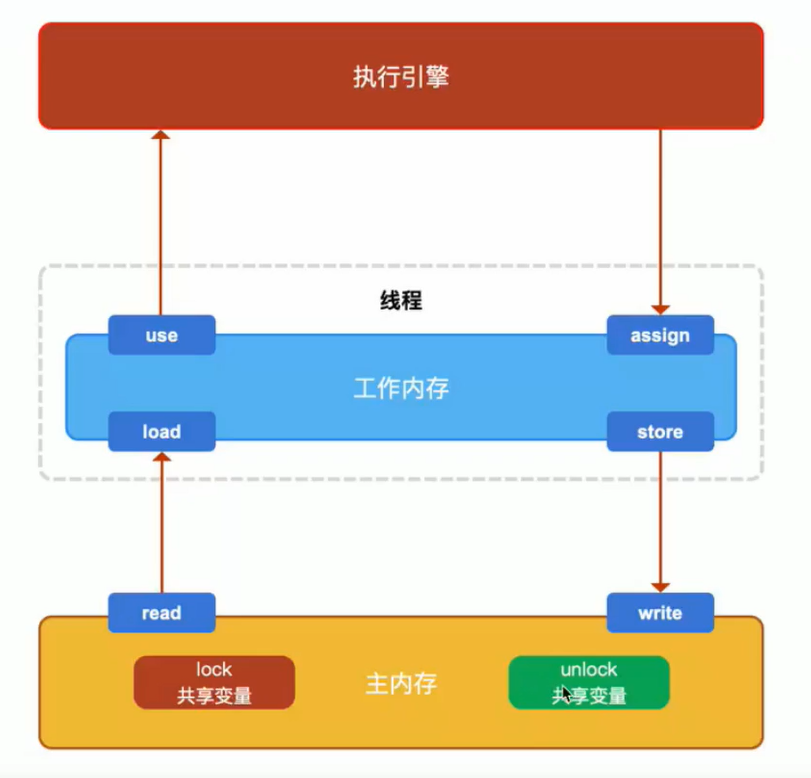 执行引擎
线程
use
assign
工作内存
load
store
read
write
lock
共享变量
主内存
unlock
共享变量